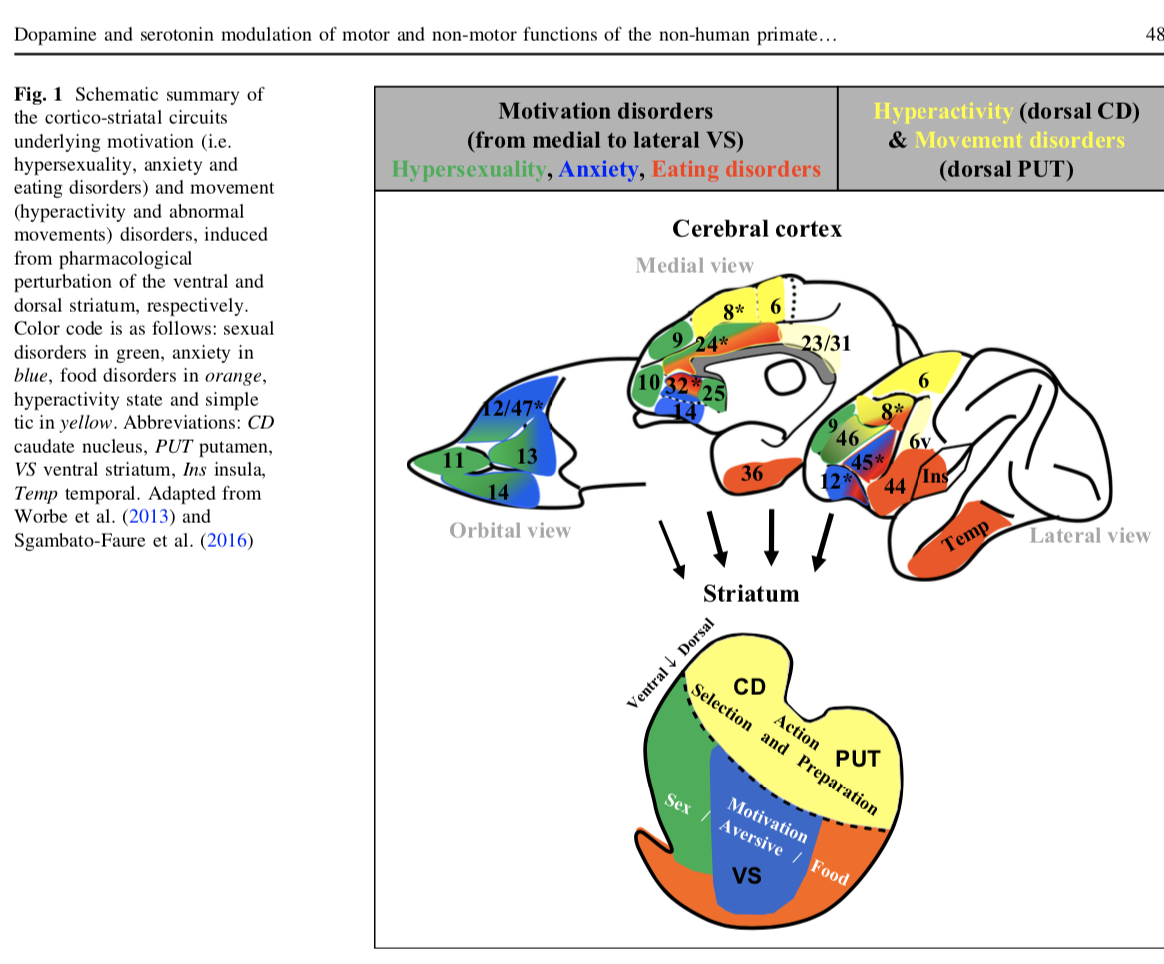 Dopamine and serotonin modulation of motor and non-motor functions of the non-human primate…
48
Fig. 1 Schematic summary of
the cortico-striatal circuits
underlying motivation (i.e.
hypersexuality, anxiety and
eating disorders) and movement
(hyperactivity and abnormal
movements) disorders, induced
from pharmacological
perturbation of the ventral and
dorsal striatum, respectively.
Color code is as follows: sexual
disorders in green, anxiety in
blue, food disorders in orange,
hyperactivity state and simple
tic in yellow. Abbreviations: CD
caudate nucleus, PUT putamen,
VS ventral striatum, Ins insula,
Temp temporal. Adapted from
Worbe et al. (2013) and
Sgambato-Faure et al. (2016)
Motivation disorders
(from medial to lateral VS)
Hypersexuality, Anxiety, Eating disorders
Hyperactivity (dorsal CD)
& Movement disorders
(dorsal PUT)
Cerebral cortex
Medial view
8*
6
9
24*
23/31
10
32*
25
14
36
12/47*
11
13
14
Orbital view
6
8*
9
46
6v
45*
12*
44
Ins
Temp
Lateral view
Striatum
Ventral ↓ Dorsal
CD
Selection and Preparation
Action
PUT
Sex / Aversive / Food
Motivation
VS